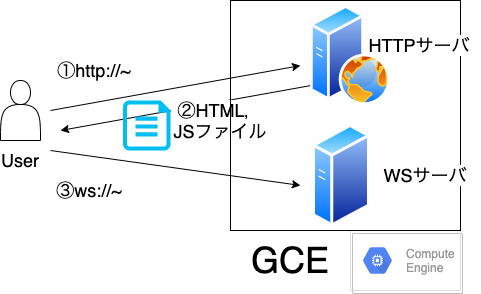 ①http://~
HTTPサーバ
②HTML,
JSファイル
User
③ws://~
WSサーバ
GCE
Compute
Engine